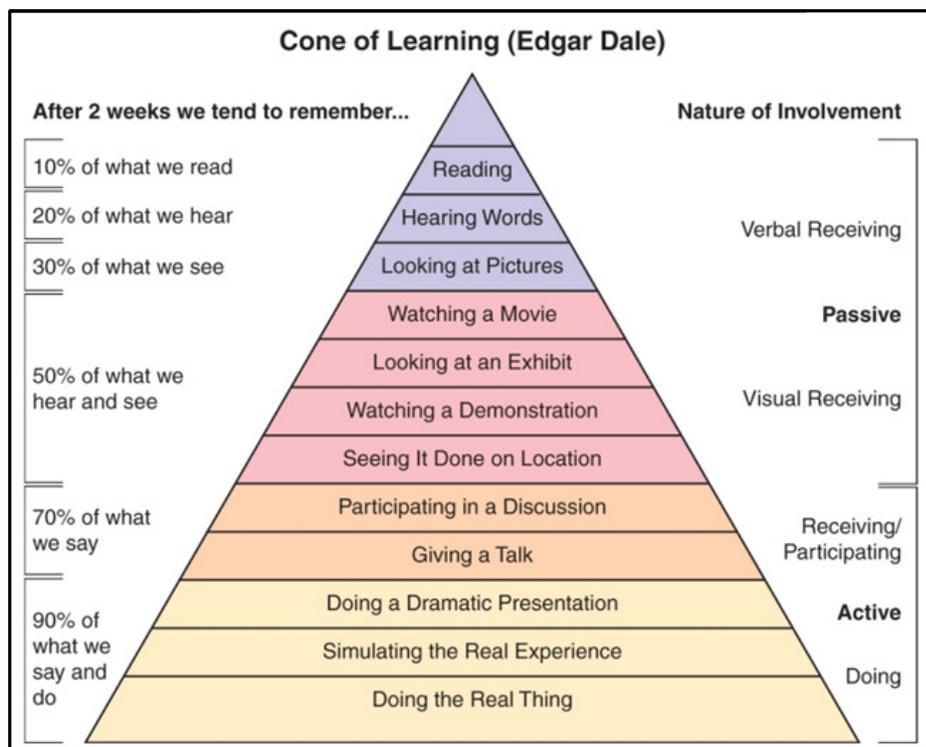 Cone of Learning (Edgar Dale)
After 2 weeks we tend to remember...
Nature of Involvement
10% of what we read
20% of what we hear
30% of what we see
50% of what we
hear and see
70% of what
we say
90% of
what we
say and
do
Reading
Hearing Words
Looking at Pictures
Watching a Movie
Looking at an Exhibit
Watching a Demonstration
Seeing It Done on Location
Participating in a Discussion
Giving a Talk
Doing a Dramatic Presentation
Simulating the Real Experience
Doing the Real Thing
Verbal Receiving
Passive
Visual Receiving
Receiving/
Participating
Active
Doing